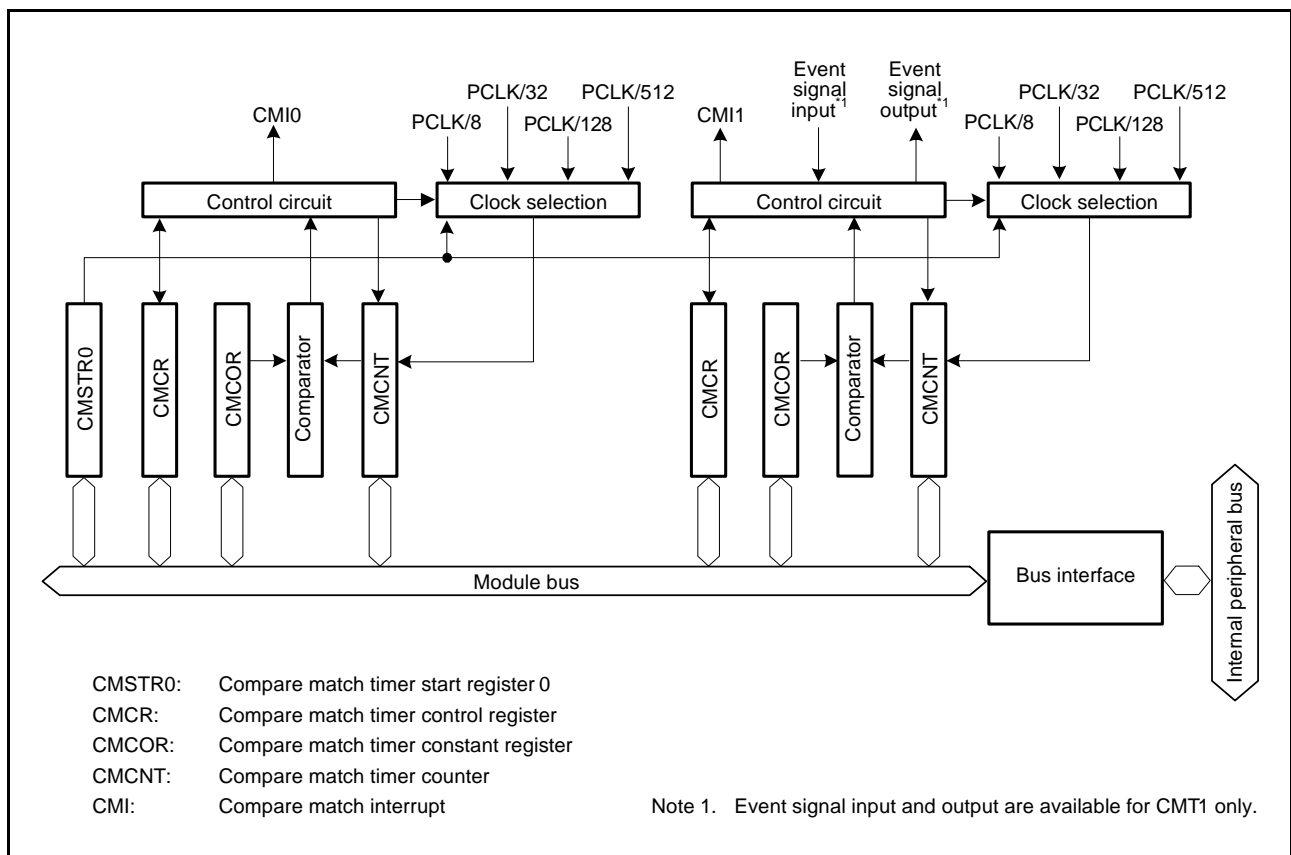 CMI0
PCLK/8
PCLK/32
PCLK/128
PCLK/512
CMI1
Event
signal
input*1
Event
signal
output*1
PCLK/8
PCLK/32
PCLK/128
PCLK/512
Control circuit
Clock selection
Control circuit
Clock selection
CMSTR0
CMCR
CMCOR
Comparator
CMCNT
CMCR
CMCOR
Comparator
CMCNT
Module bus
Bus interface
Internal peripheral bus
CMSTR0: Compare match timer start register 0
CMCR: Compare match timer control register
CMCOR: Compare match timer constant register
CMCNT: Compare match timer counter
CMI: Compare match interrupt
Note 1. Event signal input and output are available for CMT1 only.